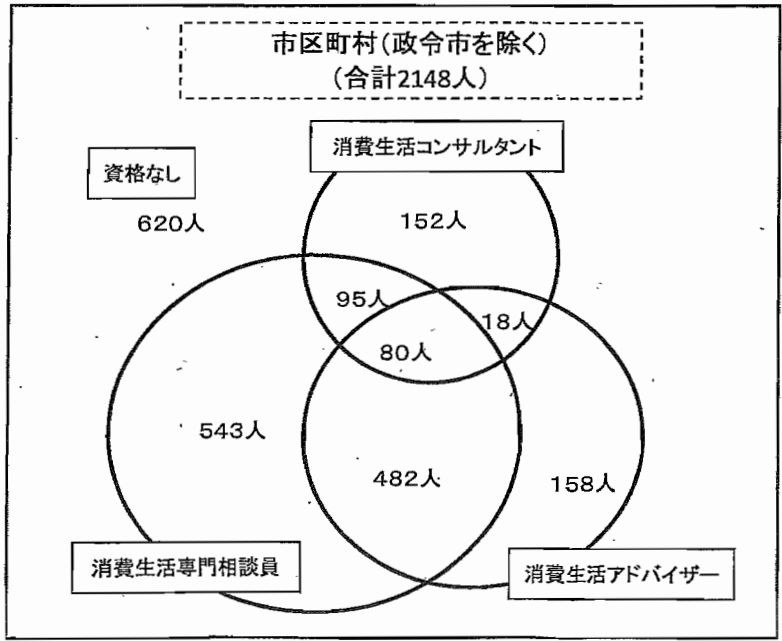 市区町村(政令市を除く)
(合計2148人)
消費生活コンサルタント
資格なし
620人
152人
95人
18人
80人
543人
482人
158人
消費生活専門相談員
消費生活アドバイザー